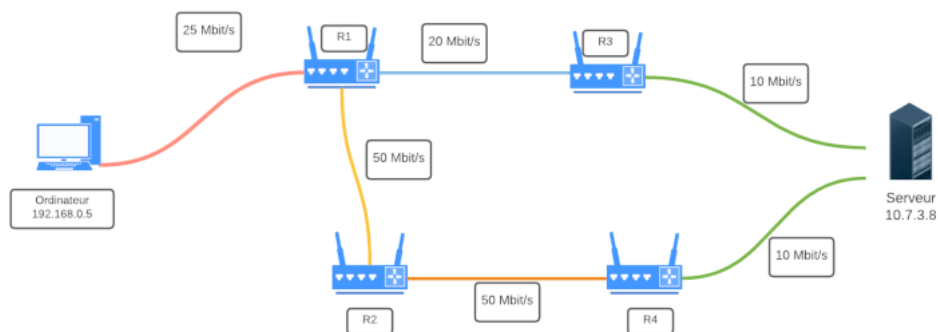 25 Mbit/s
R1
20 Mbit/s
R3
10 Mbit/s
50 Mbit/s
Ordinateur
192.168.0.5
Serveur
10.7.3.8
10 Mbit/s
50 Mbit/s
R2
R4